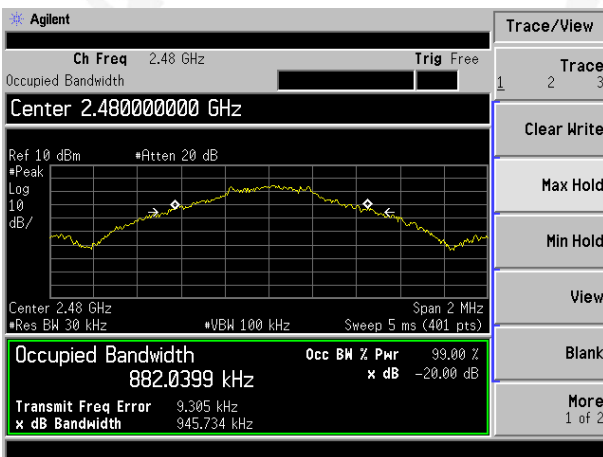 Agilent
Trace/View
Ch Freq 2.48 GHz
Trig Free
Occupied Bandwidth
Trace
1 2 3
Center 2.480000000 GHz
Clear Write
Ref 10 dBm
#Atten 20 dB
#Peak
Log
10
dB/
Max Hold
Min Hold
View
Center 2.48 GHz
Span 2 MHz
#Res BW 30 kHz
#VBW 100 kHz
Sweep 5 ms (401 pts)
Occupied Bandwidth
882.0399 kHz
Occ BW % Pwr 99.00 %
x dB -20.00 dB
Blank
Transmit Freq Error 9.305 kHz
x dB Bandwidth 945.734 kHz
More
1 of 2